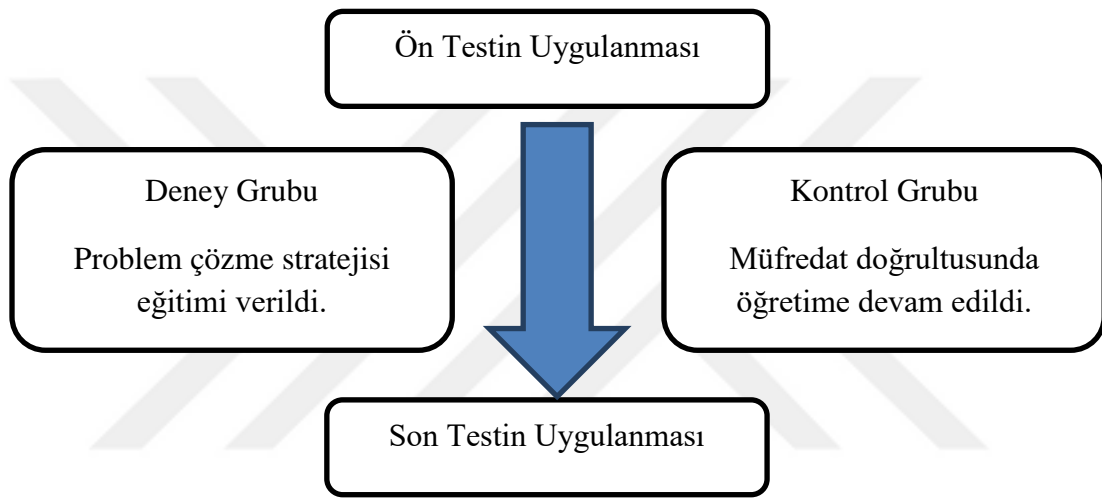 Ön Testin Uygulanması
Deney Grubu
Problem çözme stratejisi
eğitimi verildi.
Kontrol Grubu
Müfredat doğrultusunda
öğretime devam edildi.
Son Testin Uygulanması